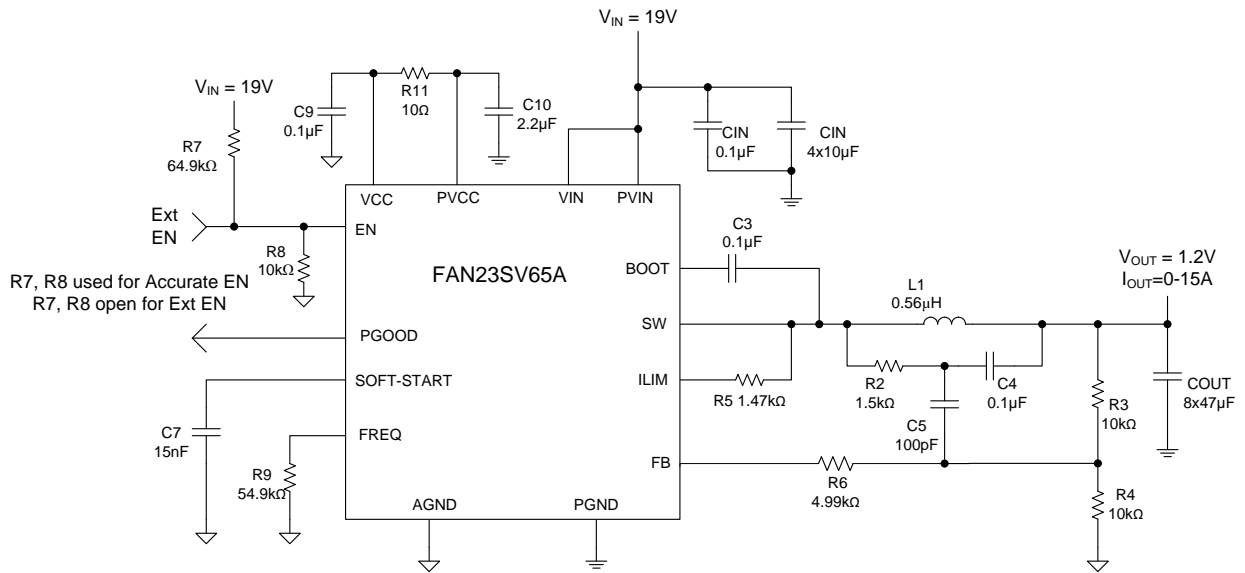 V_IN = 19V
V_IN = 19V
R11
10Ω
C9
0.1µF
C10
2.2µF
CIN
0.1µF
CIN
4x10µF
R7
64.9kΩ
VCC
PVCC
VIN
PVIN
Ext
EN
EN
R8
10kΩ
C3
0.1µF
FAN23SV65A
BOOT
V_OUT = 1.2V
I_OUT=0-15A
R7, R8 used for Accurate EN
R7, R8 open for Ext EN
L1
0.56µH
SW
PGOOD
SOFT-START
ILIM
R5 1.47kΩ
R2
1.5kΩ
C4
0.1µF
R3
10kΩ
COUT
8x47µF
C7
15nF
FREQ
C5
100pF
FB
R9
54.9kΩ
R6
4.99kΩ
R4
10kΩ
AGND
PGND